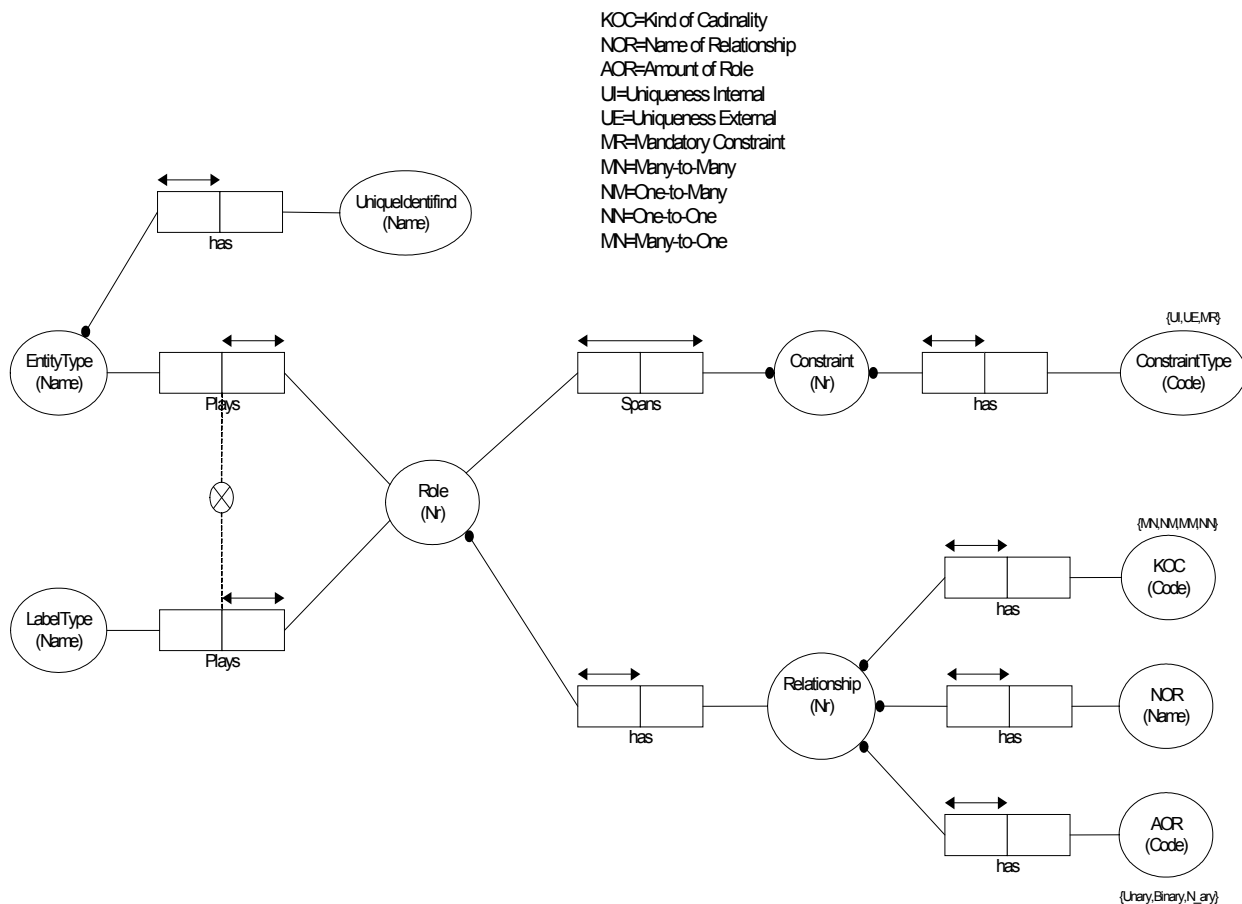 KOC=Kind of Cadinality
NOR=Name of Relationship
AOR=Amount of Role
UI=Uniqueness Internal
UE=Uniqueness External
MR=Mandatory Constraint
MN=Many-to-Many
NM=One-to-Many
NN=One-to-One
MN=Many-to-One
UniqueIdentifind
(Name)
has
EntityType
(Name)
Plays
Spans
Constraint
(Nr)
has
{UI,UE,MR}
ConstraintType
(Code)
Role
(Nr)
LabelType
(Name)
Plays
has
Relationship
(Nr)
{MN,NM,MM,NN}
KOC
(Code)
has
NOR
(Name)
has
AOR
(Code)
has
{Unary,Binary,N_ary}